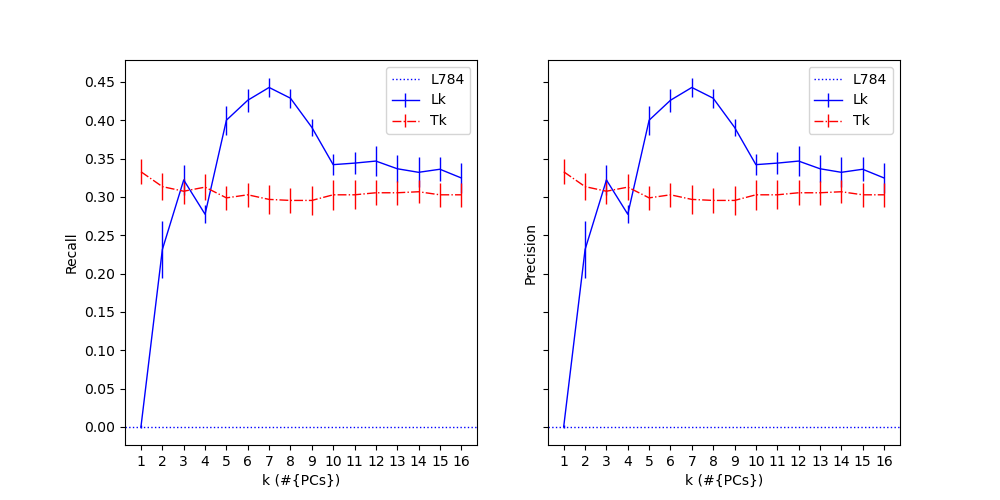 L784
Lk
Tk
0.45
0.40
0.35
0.30
0.25
0.20
0.15
0.10
0.05
0.00
Recall
1 2 3 4 5 6 7 8 9 10 11 12 13 14 15 16
k (#{PCs})
L784
Lk
Tk
Precision
1 2 3 4 5 6 7 8 9 10 11 12 13 14 15 16
k (#{PCs})